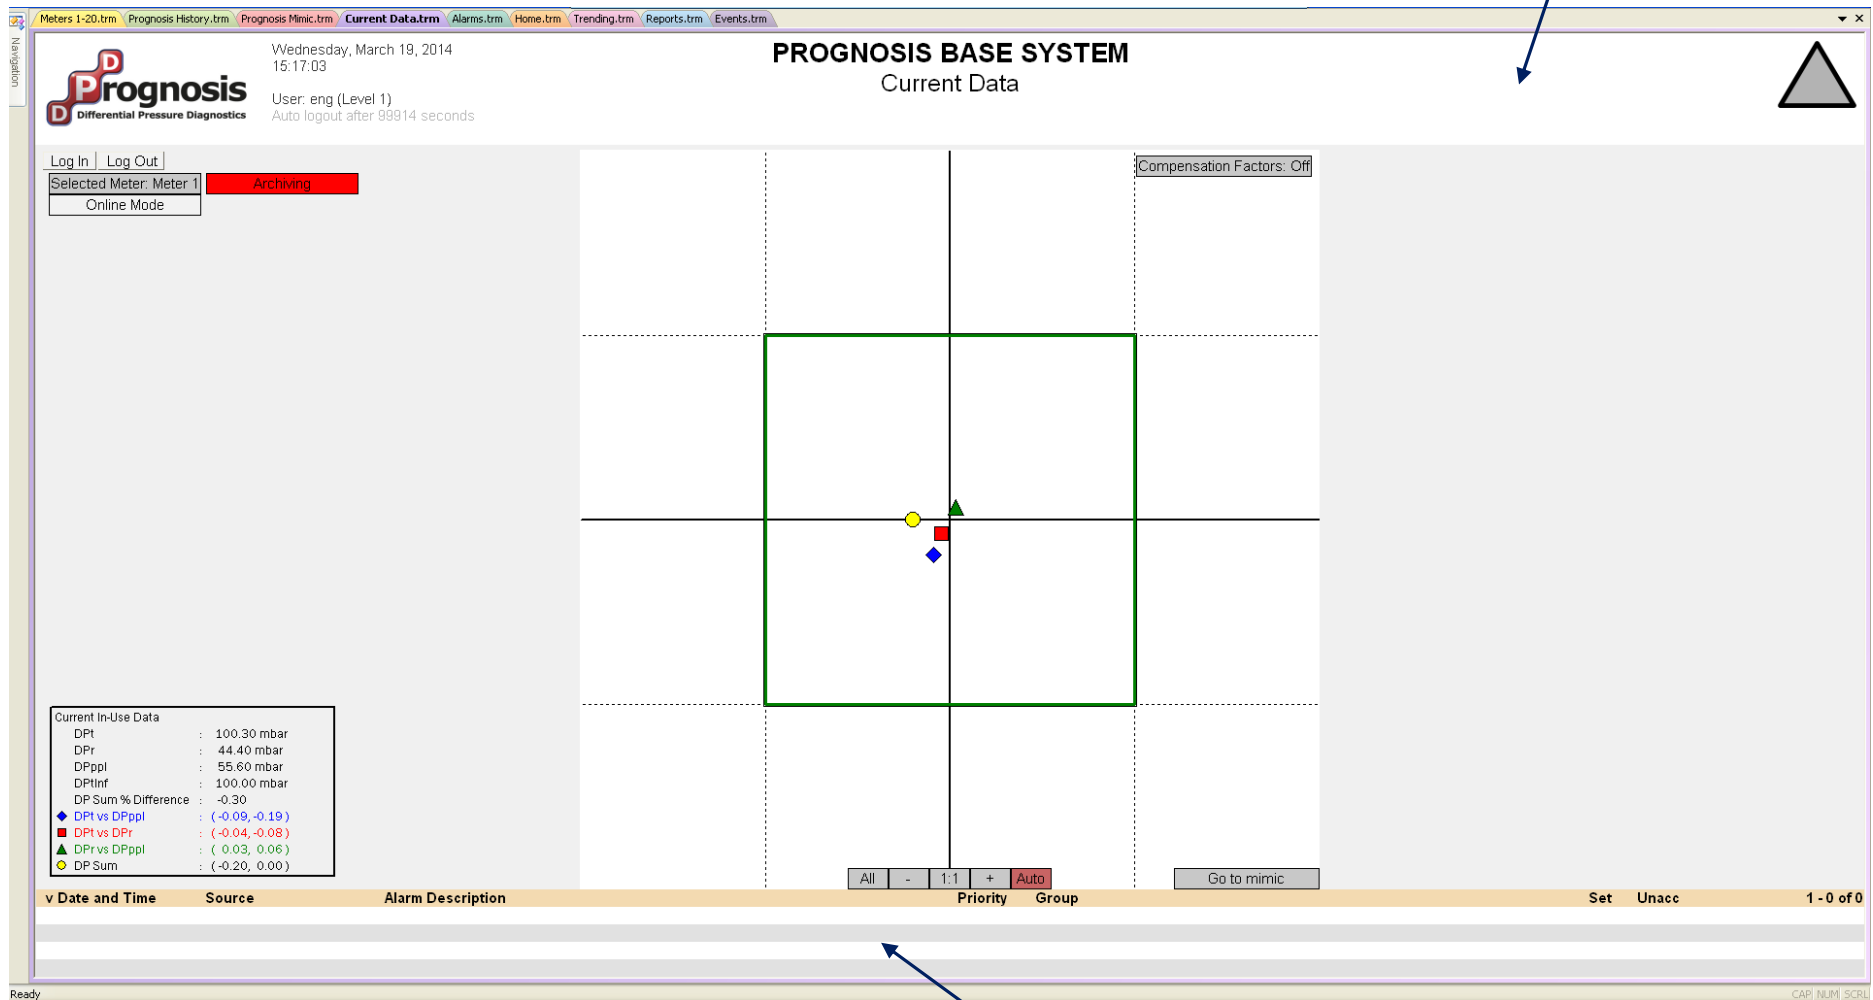 Meters 1-20.trm Prognosis History.trm Prognosis Mimic.trm Current Data.trm Alarms.trm Home.trm Trending.trm Reports.trm Events.trm
Navigation
D
D Prognosis
Differential Pressure Diagnostics
Wednesday, March 19, 2014
15:17:03
User: eng (Level 1)
Auto logout after 99914 seconds
PROGNOSIS BASE SYSTEM
Current Data
Log In Log Out
Selected Meter: Meter 1 Archiving
Online Mode
Compensation Factors: Off
Current In-Use Data
DPt : 100.30 mbar
DPr : 44.40 mbar
DPppl : 55.60 mbar
DPtInf : 100.00 mbar
DP Sum % Difference : -0.30
DPt vs DPppl : (-0.09, -0.19)
DPt vs DPr : (-0.04, -0.08)
DPr vs DPppl : ( 0.03, 0.06)
DP Sum : (-0.20, 0.00)
All - 1:1 + Auto
Go to mimic
v Date and Time Source Alarm Description Priority Group Set Unacc 1 - 0 of 0
Ready
CAP NUM SCRL